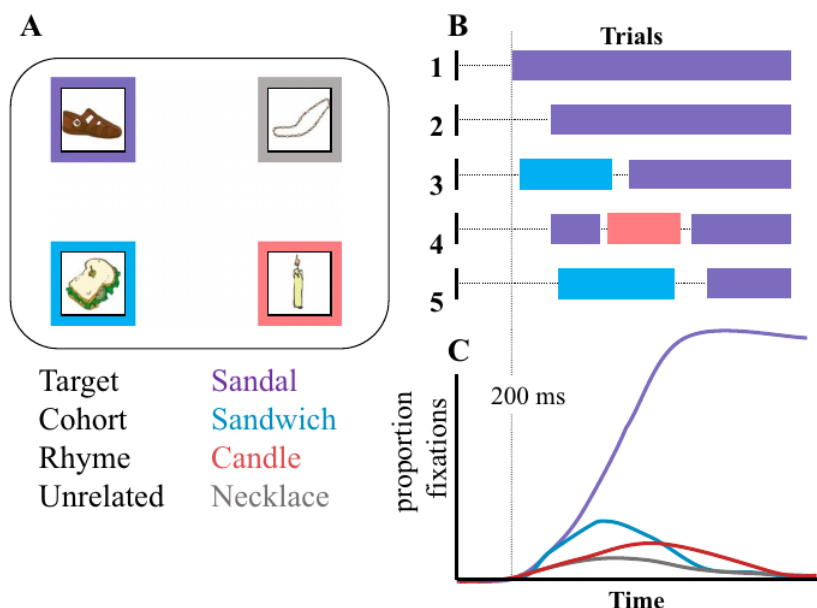 A
Target Sandal
Cohort Sandwich
Rhyme Candle
Unrelated Necklace
B
Trials
1
2
3
4
5
C
200 ms
proportion
fixations
Time